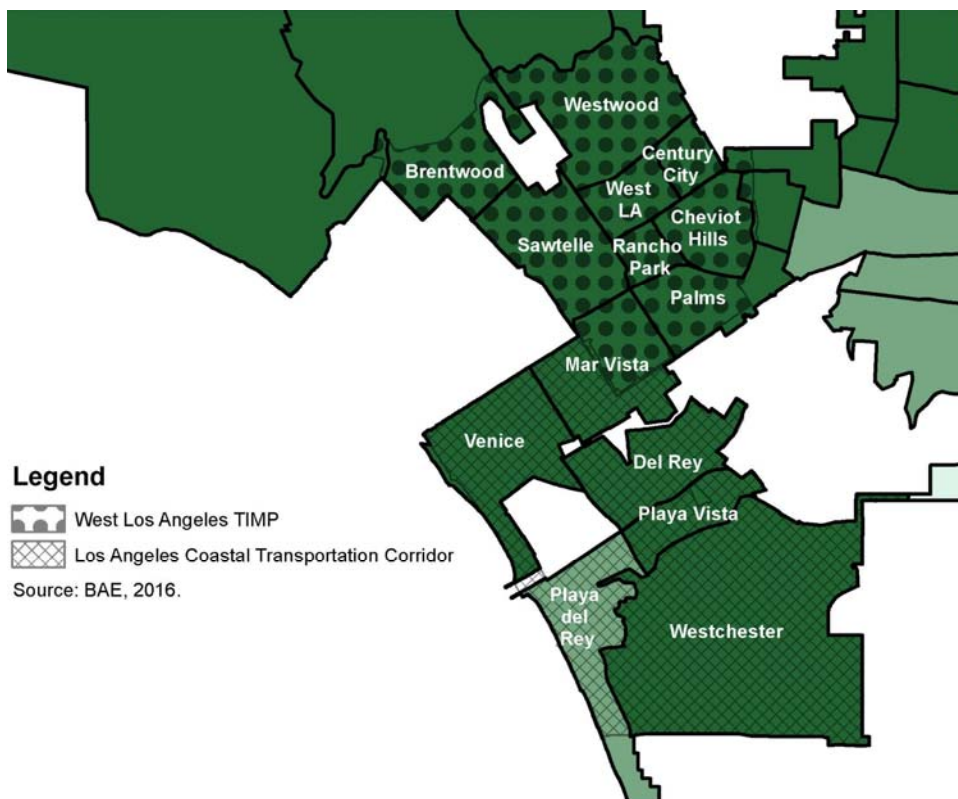 Westwood
Century
City
Brentwood
West
LA
Cheviot
Hills
Sawtelle
Rancho
Park
Palms
Mar Vista
Venice
Del Rey
Legend
Playa Vista
West Los Angeles TIMP
Los Angeles Coastal Transportation Corridor
Source: BAE, 2016.
Playa
del
Rey
Westchester